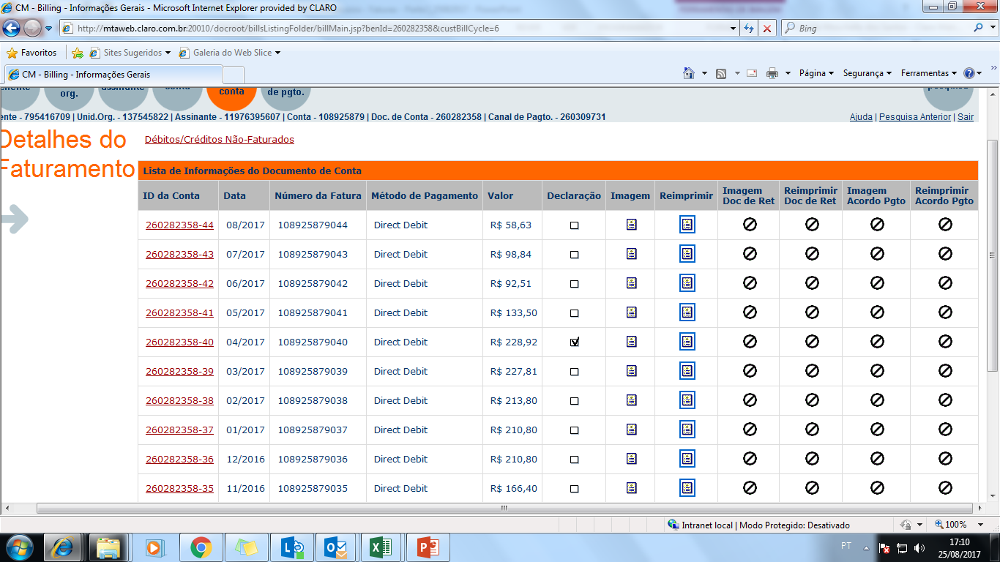 CM - Billing - Informações Gerais - Microsoft Internet Explorer provided by CLARO
http://mtaweb.claro.com.br:20010/docroot/billsListingFolder/billMain.jsp?benId=260282358&custBillCycle=6
Bing
Favoritos
Sites Sugeridos
Galeria do Web Slice
CM - Billing - Informações Gerais
Página
Segurança
Ferramentas
org.
assinante
conta
conta
de pgto.
pesquisa
ente - 795416709 | Unid.Org. - 137545822 | Assinante - 11976395607 | Conta - 108925879 | Doc. de Conta - 260282358 | Canal de Pagto. - 260309731
Ajuda | Pesquisa Anterior | Sair
Detalhes do
Faturamento
Débitos/Créditos Não-Faturados
Lista de Informações do Documento de Conta
ID da Conta Data Número da Fatura Método de Pagamento Valor Declaração Imagem Reimprimir Imagem Doc de Ret Reimprimir Doc de Ret Imagem Acordo Pgto Reimprimir Acordo Pgto
260282358-44 08/2017 108925879044 Direct Debit R$ 58,63
260282358-43 07/2017 108925879043 Direct Debit R$ 98,84
260282358-42 06/2017 108925879042 Direct Debit R$ 92,51
260282358-41 05/2017 108925879041 Direct Debit R$ 133,50
260282358-40 04/2017 108925879040 Direct Debit R$ 228,92
260282358-39 03/2017 108925879039 Direct Debit R$ 227,81
260282358-38 02/2017 108925879038 Direct Debit R$ 213,80
260282358-37 01/2017 108925879037 Direct Debit R$ 210,80
260282358-36 12/2016 108925879036 Direct Debit R$ 210,80
260282358-35 11/2016 108925879035 Direct Debit R$ 166,40
Intranet local | Modo Protegido: Desativado
100%
PT
17:10
25/08/2017